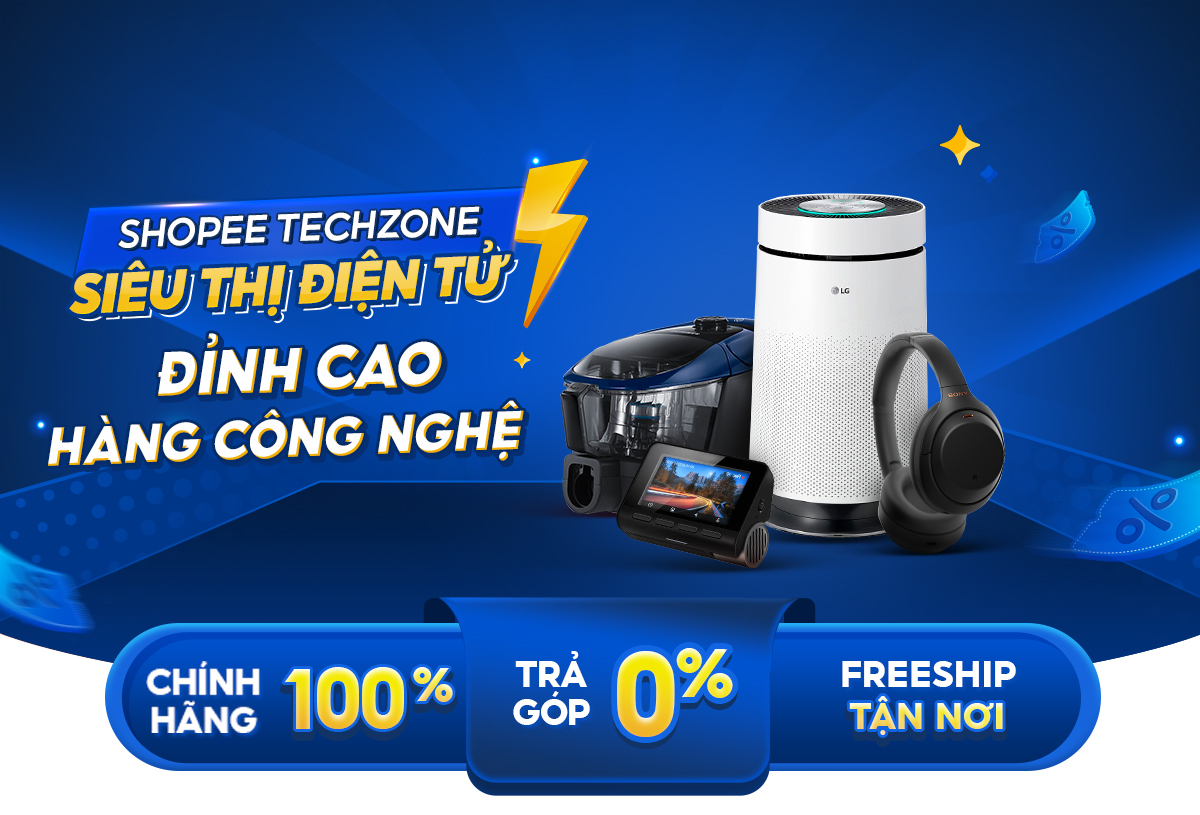 SHOPEE TECHZONE
SIÊU THỊ ĐIỆN TỬ
ĐỈNH CAO
HÀNG CÔNG NGHỆ
LG
SONY
%
%
CHÍNH
HÃNG
100%
TRẢ
GÓP
0%
FREESHIP
TẬN NƠI